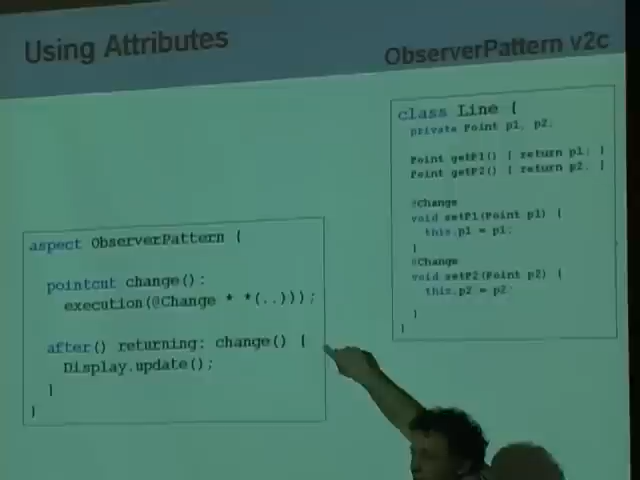 Using Attributes
ObserverPattern v2c
class Line {
private Point p1, p2;
Point getP1() { return p1; }
Point getP2() { return p2; }
@Change
void setP1(Point p1) {
this.p1 = p1;
}
@Change
void setP2(Point p2) {
this.p2 = p2;
}
}
aspect ObserverPattern {
pointcut change():
execution(@Change * *(..)));
after() returning: change() {
Display.update();
}
}